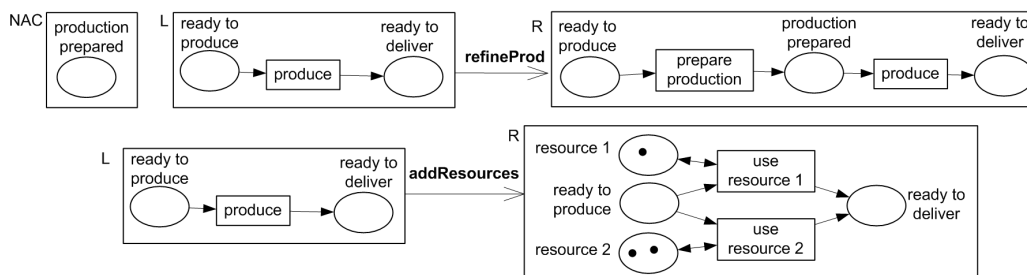 NAC
production
prepared
L
ready to
produce
produce
ready to
deliver
refineProd
R
ready to
produce
prepare
production
production
prepared
produce
ready to
deliver
L
ready to
produce
produce
ready to
deliver
addResources
R
resource 1
use
resource 1
ready to
produce
ready to
deliver
resource 2
use
resource 2